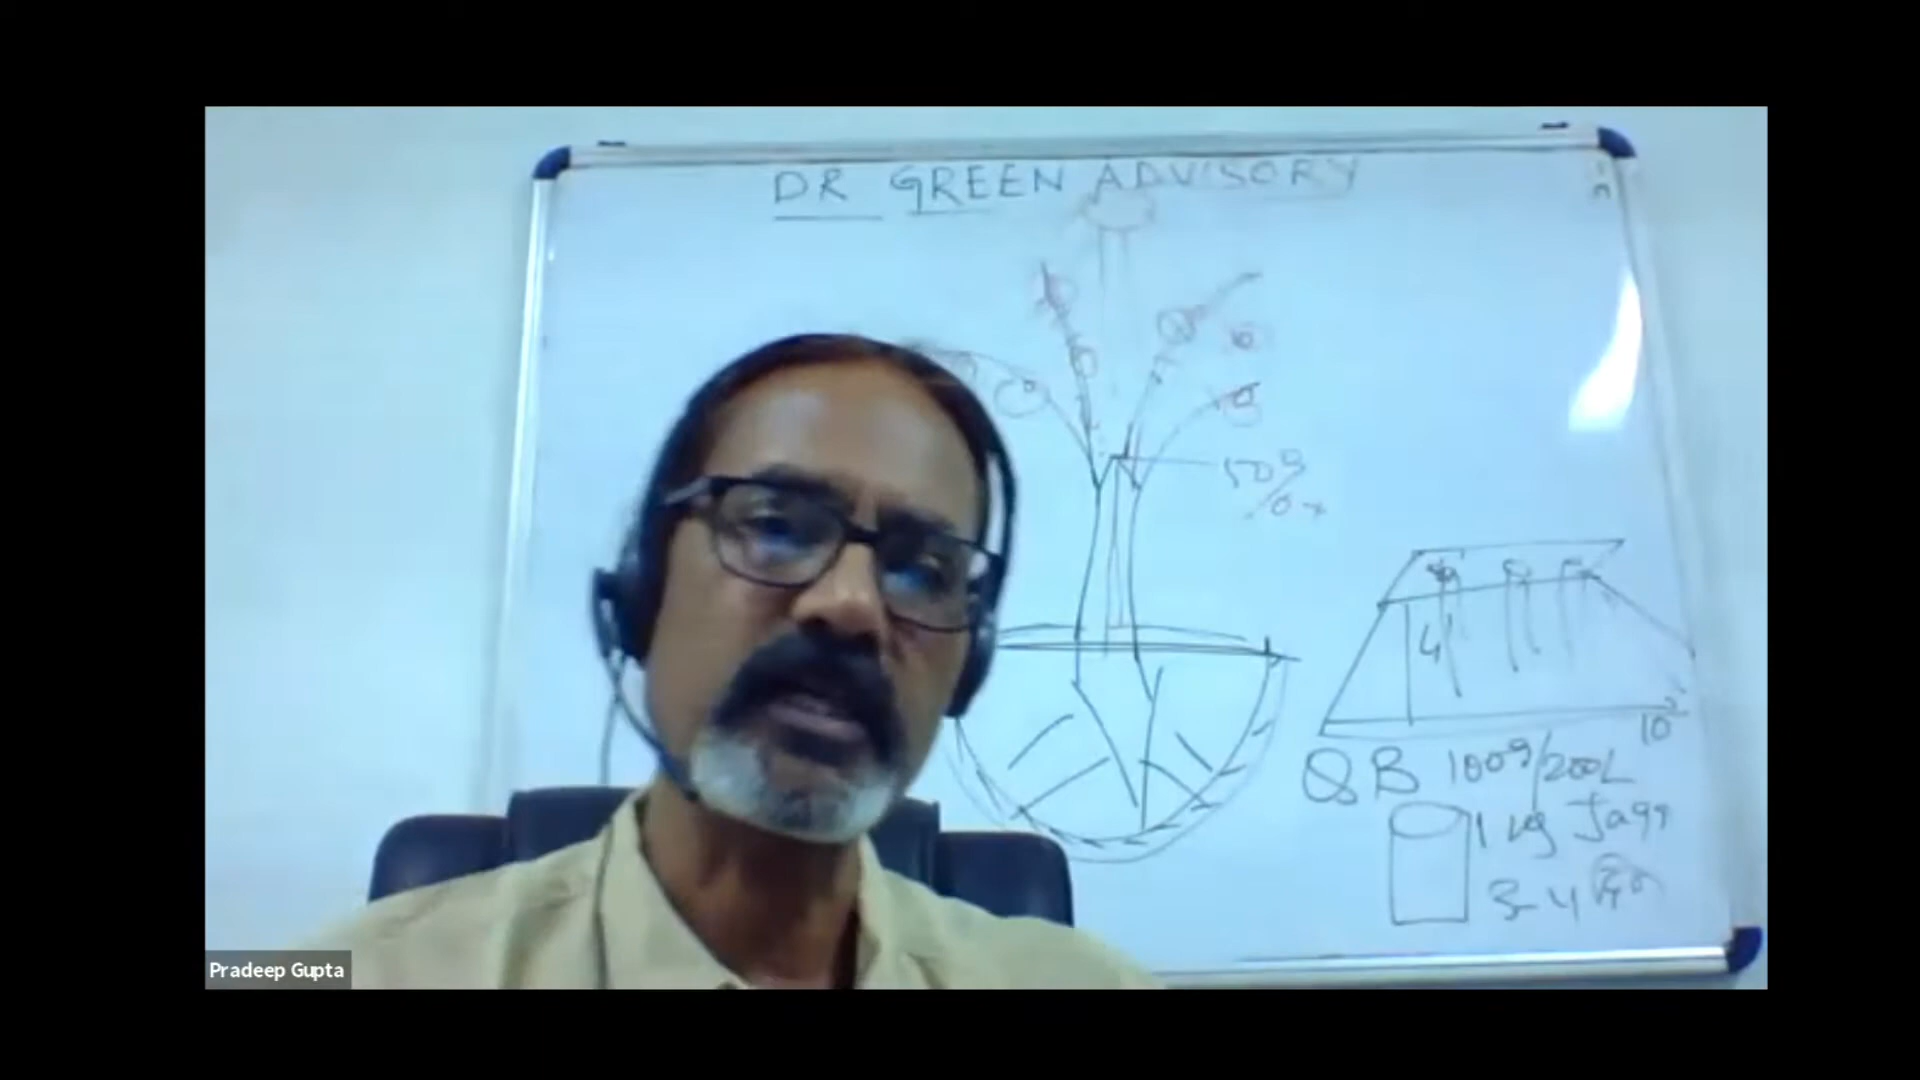 DR GREEN ADVISORY
50g
4'
10'
QB 100g/200L
1 kg Jagg
3-4 दिन
Pradeep Gupta